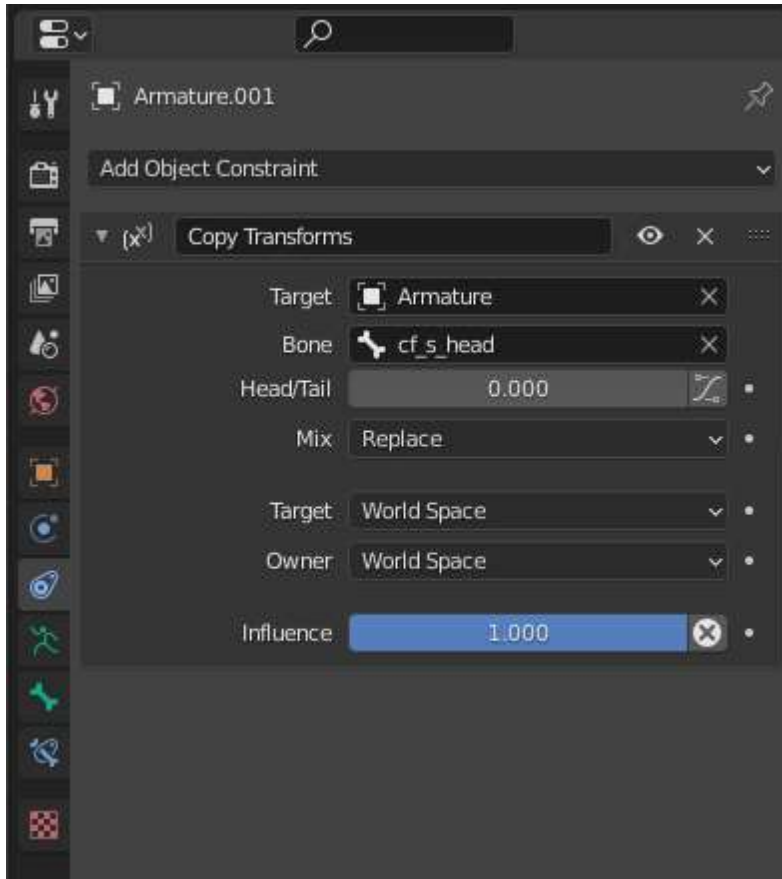 Armature.001
Add Object Constraint
Copy Transforms
Target Armature
Bone cf_s_head
Head/Tail 0.000
Mix Replace
Target World Space
Owner World Space
Influence 1.000